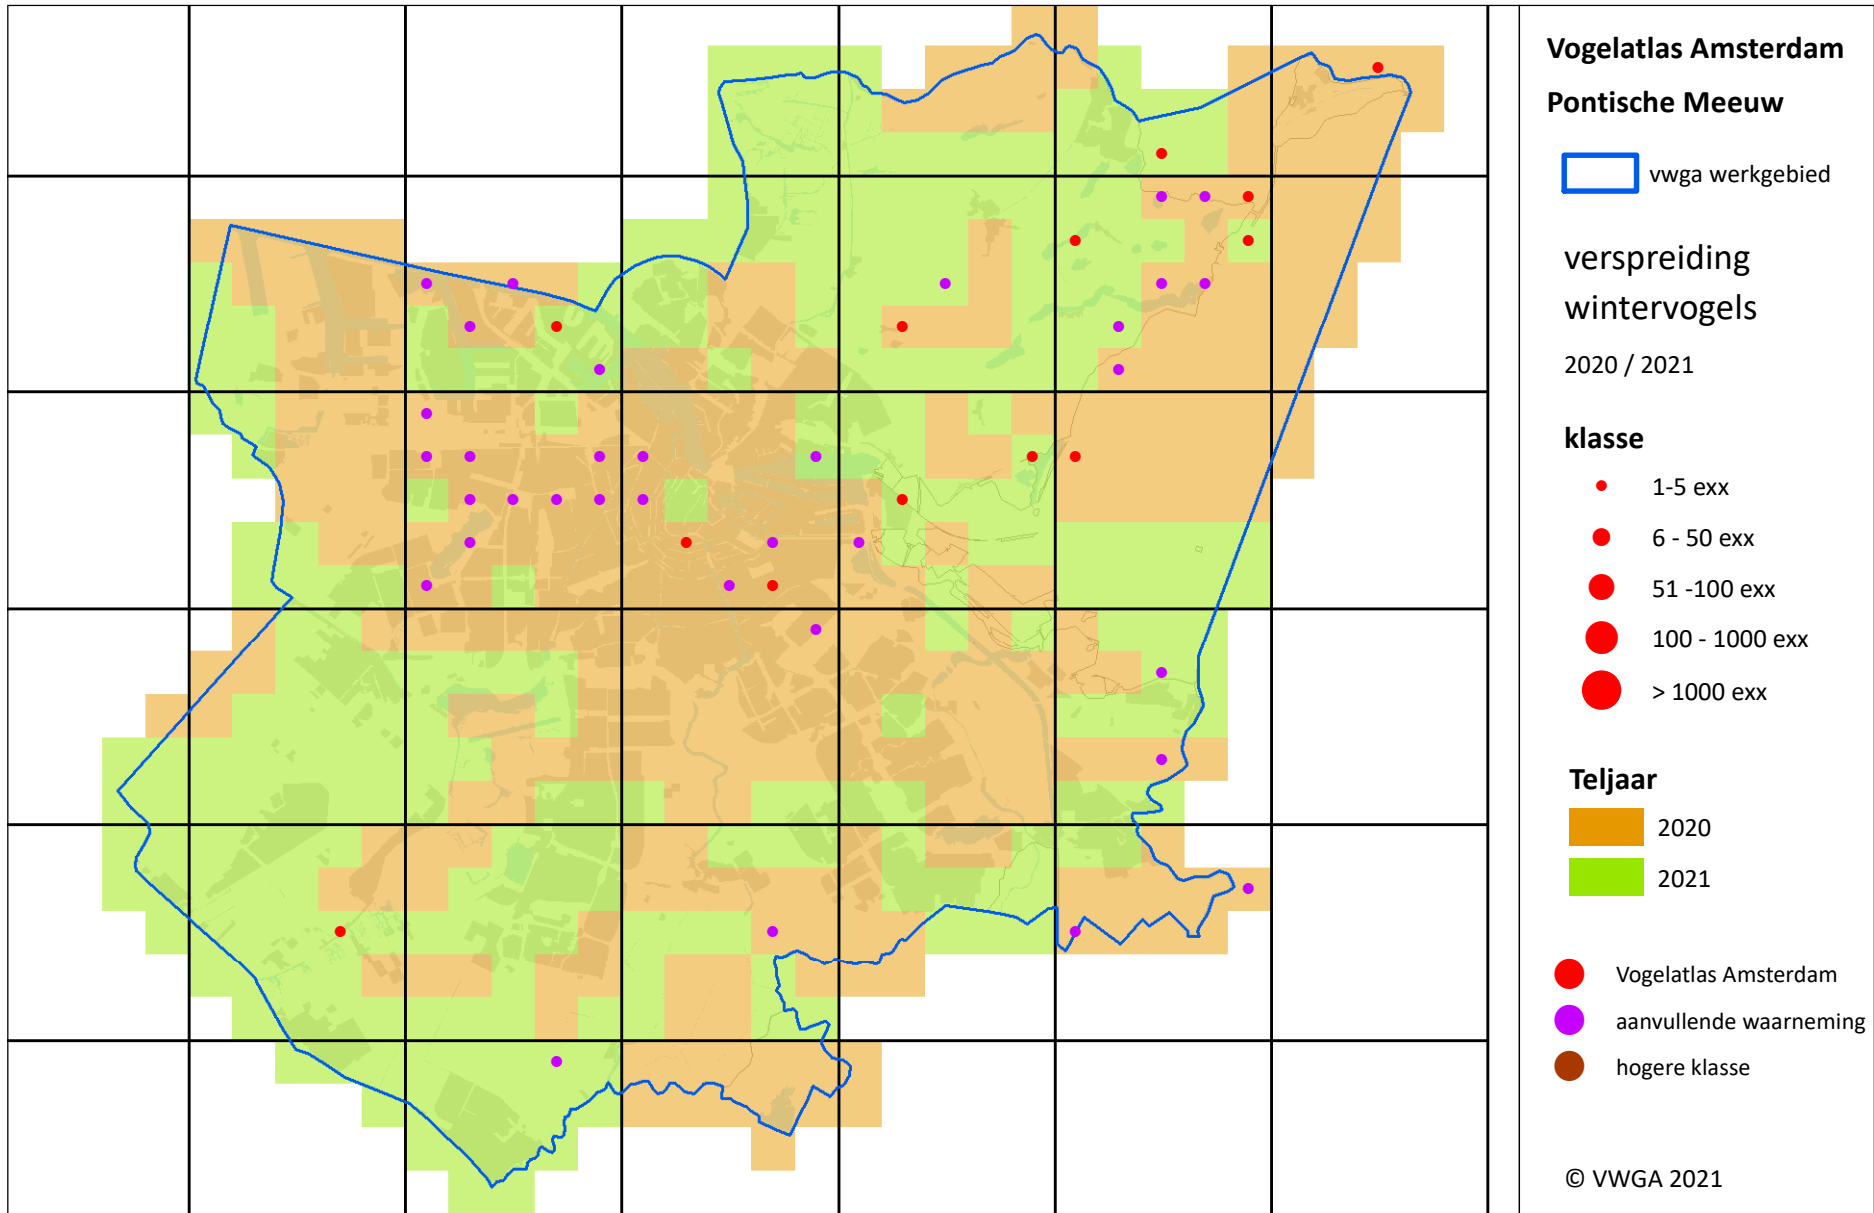 Vogelatlas Amsterdam
Pontische Meeuw
vwga werkgebied
verspreiding
wintervogels
2020 / 2021
klasse
1-5 exx
6 - 50 exx
51 -100 exx
100 - 1000 exx
> 1000 exx
Teljaar
2020
2021
Vogelatlas Amsterdam
aanvullende waarneming
hogere klasse
© VWGA 2021